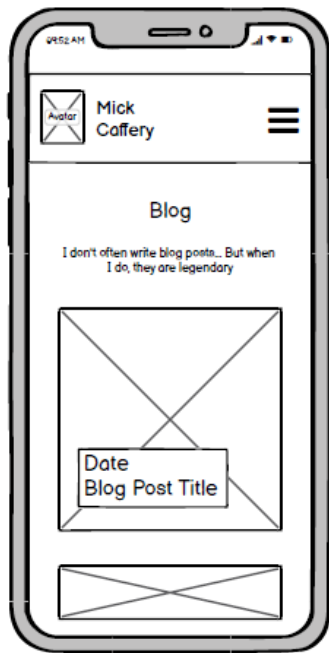 09:52 AM
Avatar
Mick
Caffery
Blog
I don't often write blog posts... But when
I do, they are legendary
Date
Blog Post Title